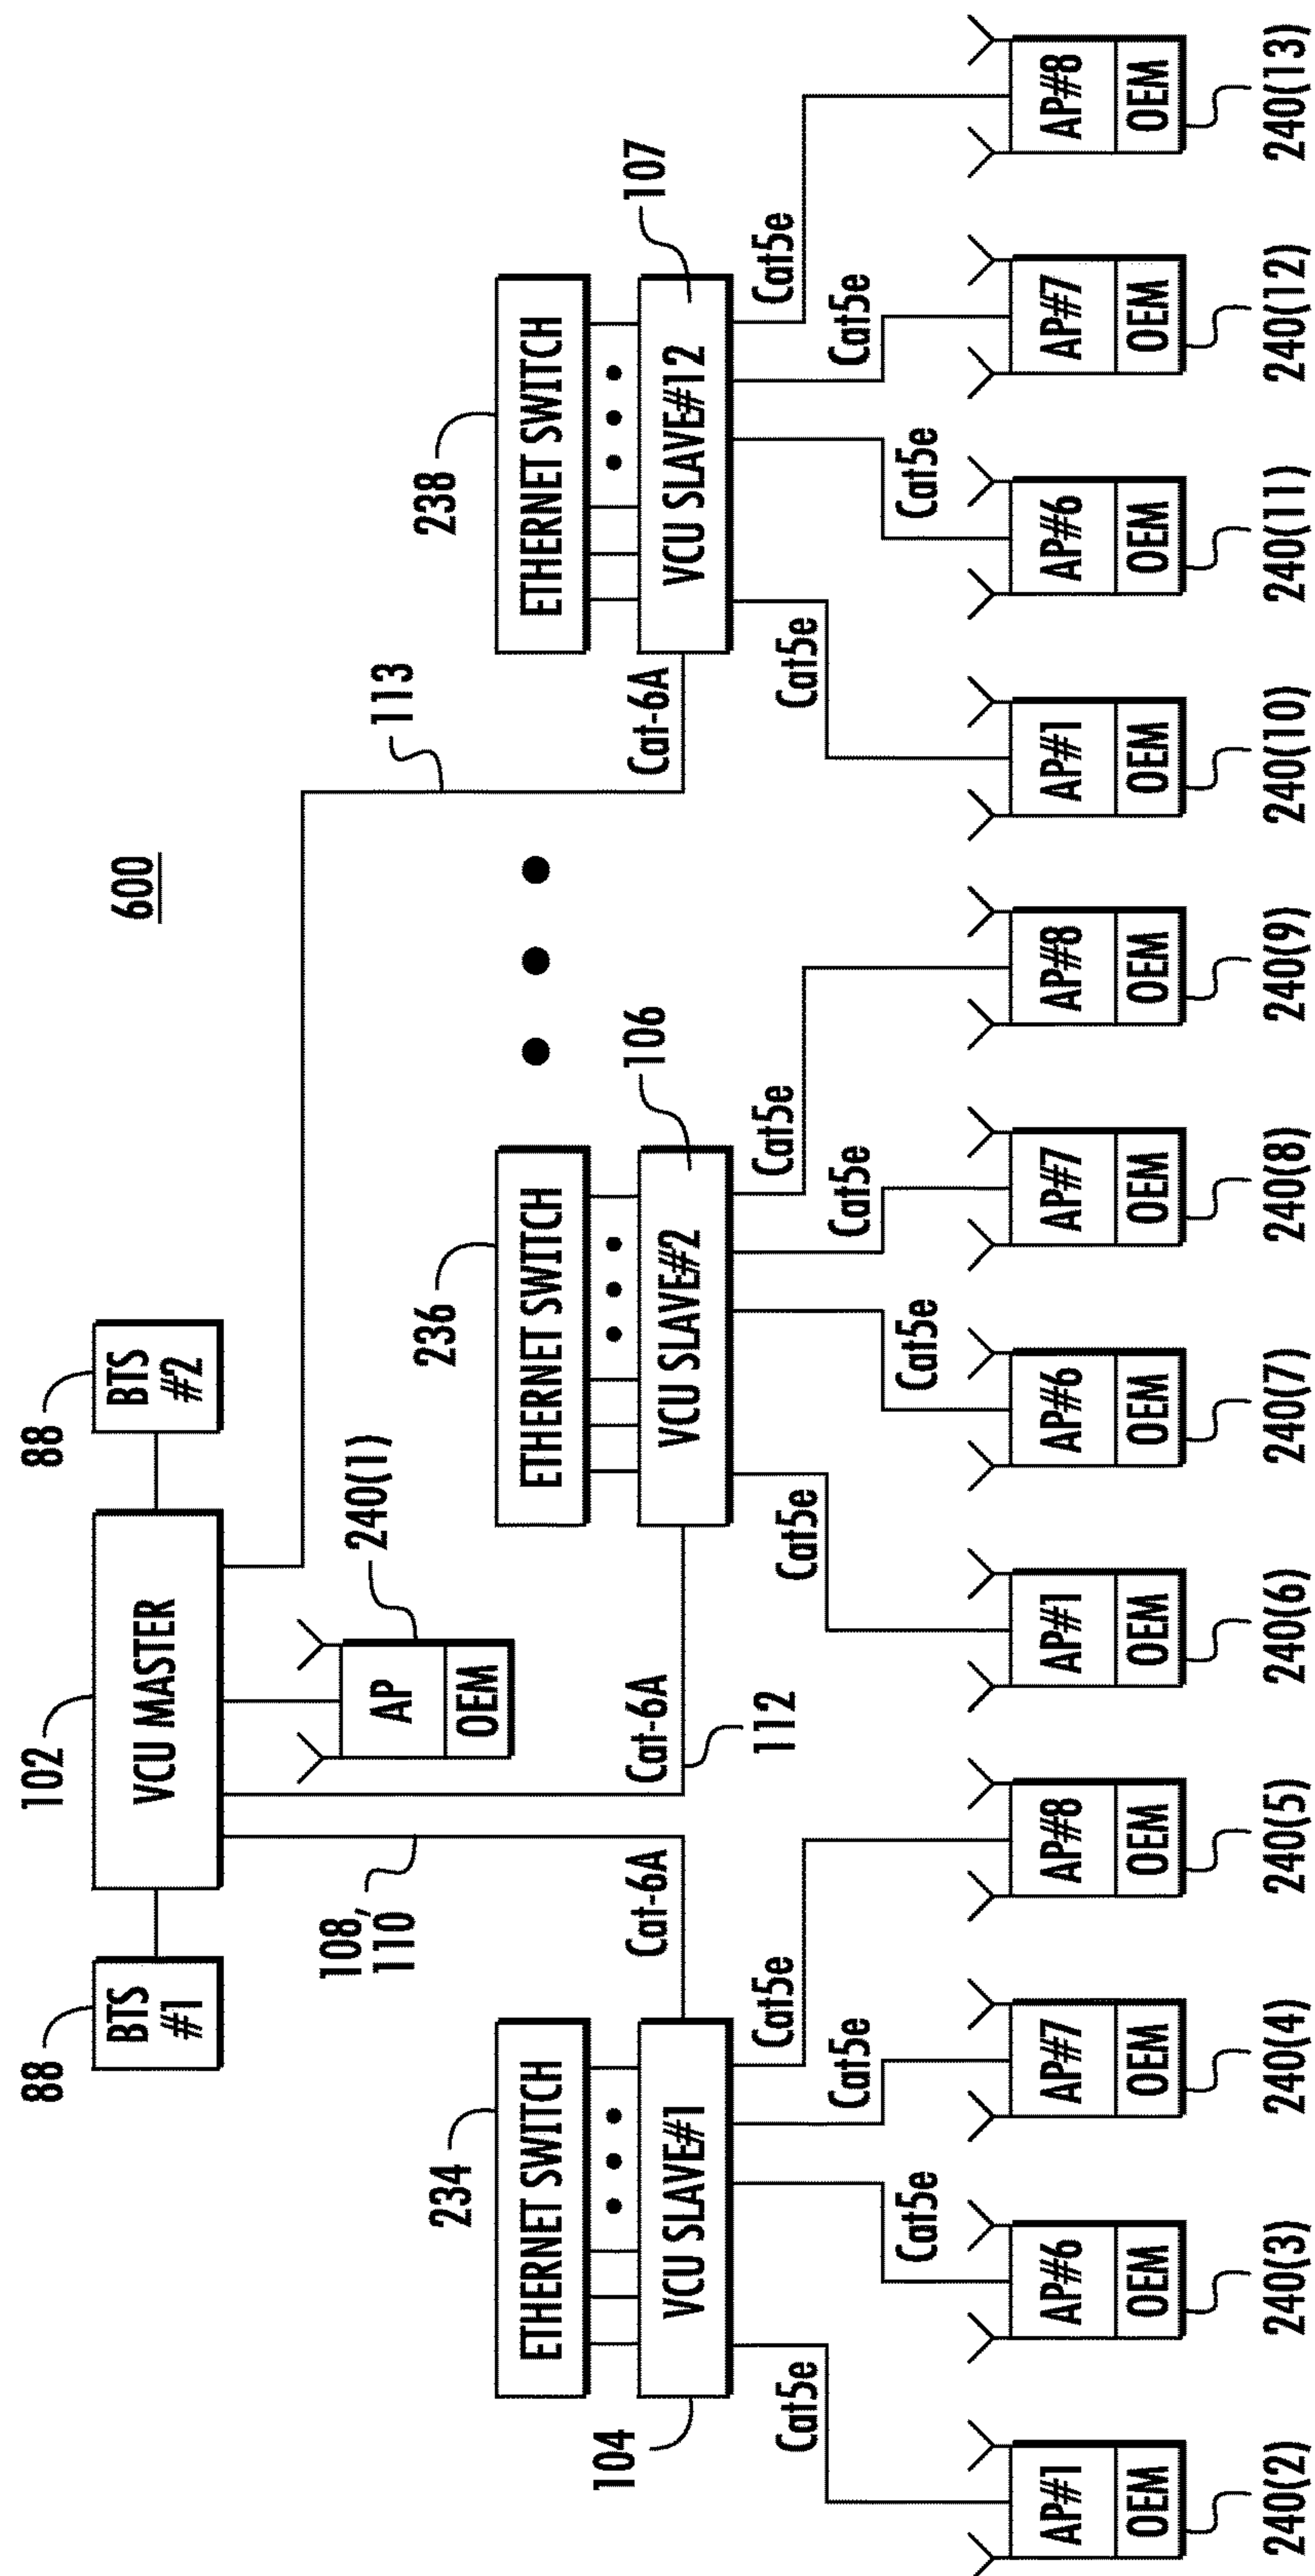 600
88
102
88
BTS
#1
VCU MASTER
BTS
#2
108,
110
240(1)
AP
OEM
113
234
236
238
ETHERNET SWITCH
ETHERNET SWITCH
ETHERNET SWITCH
104
VCU SLAVE#1
Cat-6A
Cat-6A
112
VCU SLAVE#2
106
Cat-6A
VCU SLAVE#12
107
Cat5e
Cat5e
Cat5e
Cat5e
Cat5e
Cat5e
Cat5e
Cat5e
Cat5e
Cat5e
Cat5e
Cat5e
AP#1
AP#6
AP#7
AP#8
AP#1
AP#6
AP#7
AP#8
AP#1
AP#6
AP#7
AP#8
OEM
OEM
OEM
OEM
OEM
OEM
OEM
OEM
OEM
OEM
OEM
OEM
240(2)
240(3)
240(4)
240(5)
240(6)
240(7)
240(8)
240(9)
240(10)
240(11)
240(12)
240(13)